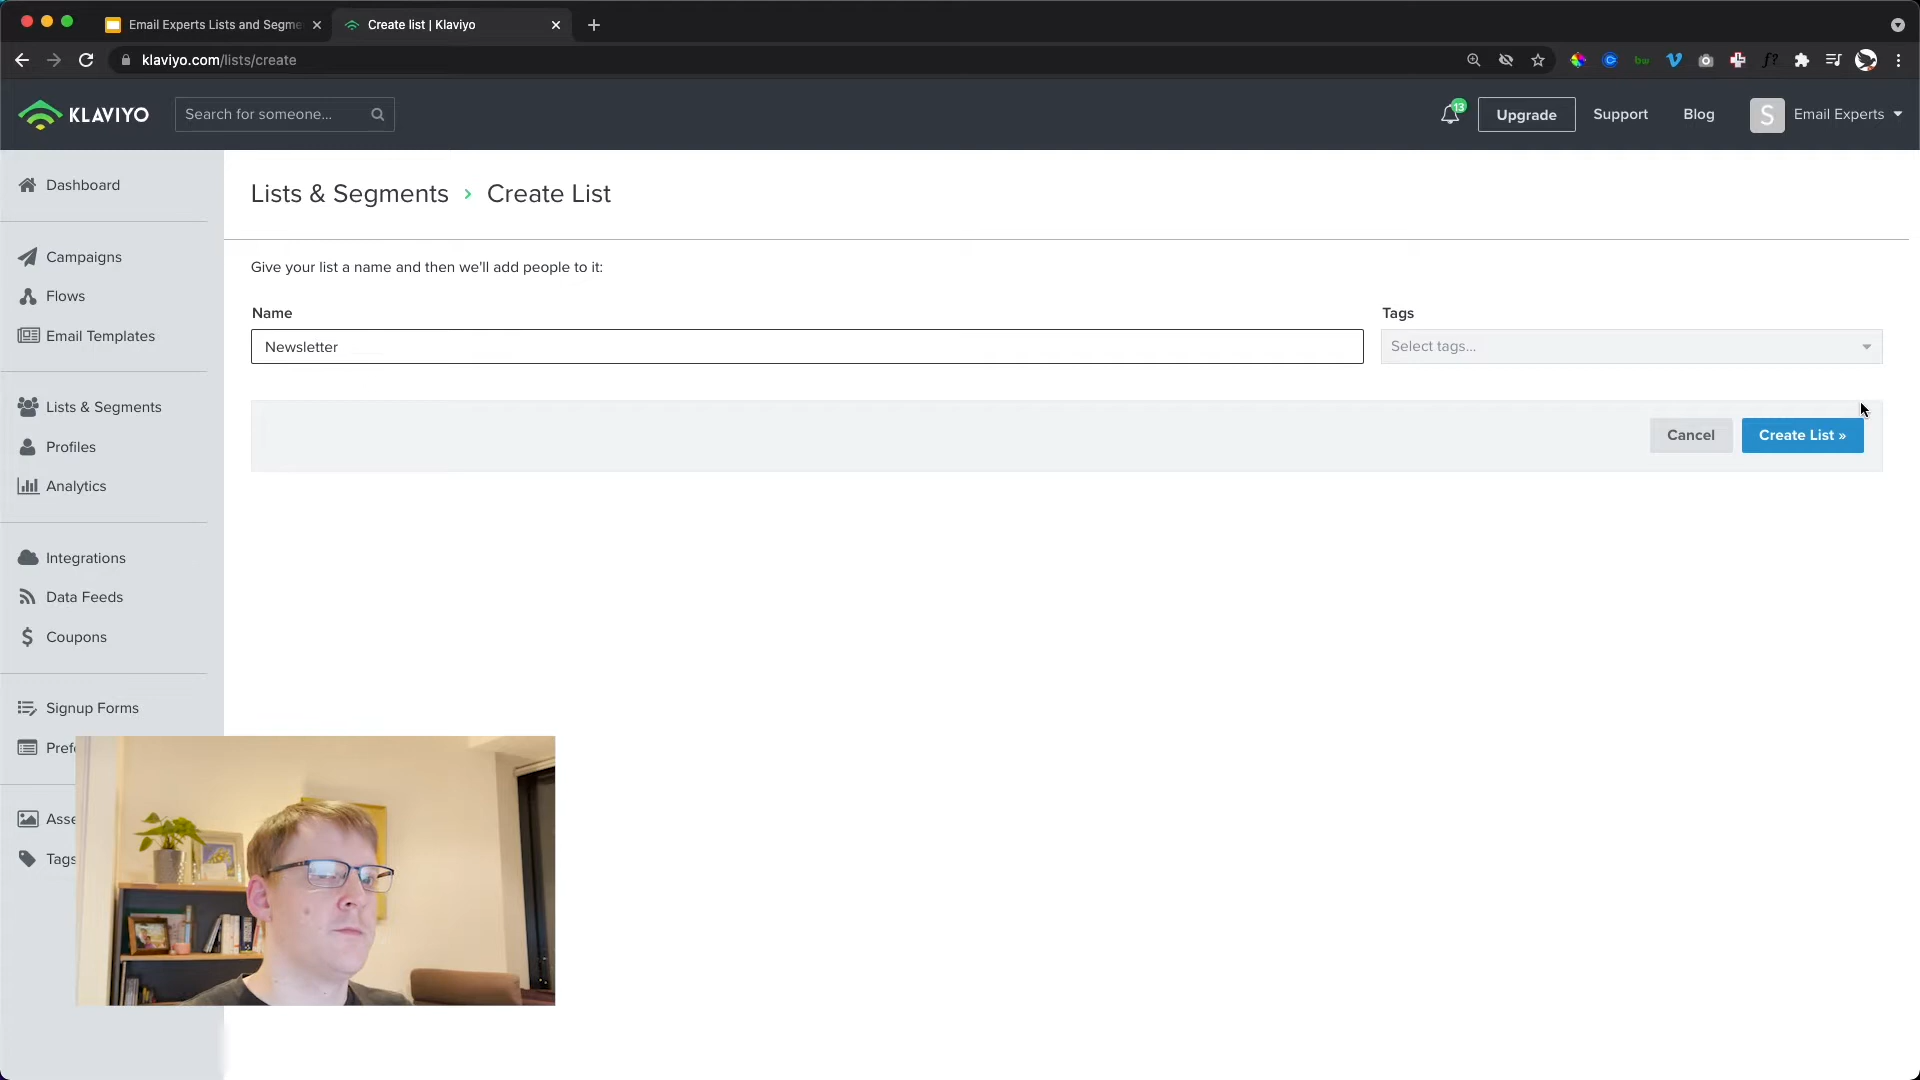 Email Experts Lists and Segme
Create list | Klaviyo
klaviyo.com/lists/create
bw
f?
KLAVIYO
Search for someone...
13
Upgrade
Support
Blog
S
Email Experts
Dashboard
Campaigns
Flows
Email Templates
Lists & Segments
Profiles
Analytics
Integrations
Data Feeds
Coupons
Signup Forms
Prefe
Asse
Tags
Lists & Segments › Create List
Give your list a name and then we'll add people to it:
Name
Newsletter
Tags
Select tags...
Cancel
Create List »